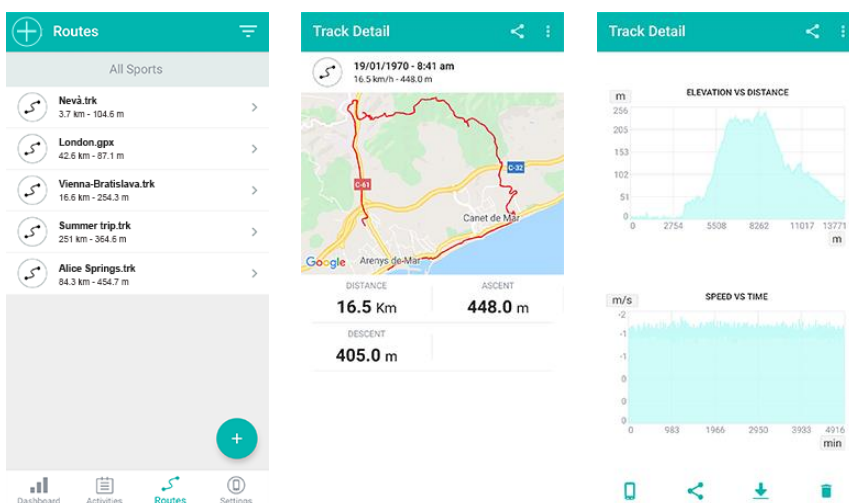 Routes
All Sports
Nevà.trk
3.7 km - 104.6 m
London.gpx
42.6 km - 87.1 m
Vienna-Bratislava.trk
16.6 km - 254.3 m
Summer trip.trk
251 km - 364.6 m
Alice Springs.trk
84.3 km - 454.7 m
+
Dashboard
Activities
Routes
Settings
Track Detail
19/01/1970 - 8:41 am
16.5 km/h - 448.0 m
C-32
C-61
Canet de Mar
Arenys de Mar
Google
DISTANCE
ASCENT
16.5 Km
448.0 m
DESCENT
405.0 m
Track Detail
m
ELEVATION VS DISTANCE
256
205
153
102
51
0
0 2754 5508 8262 11017 13771
m
m/s
SPEED VS TIME
-2
-1
-1
0
0
0
0 983 1966 2950 3933 4916
min